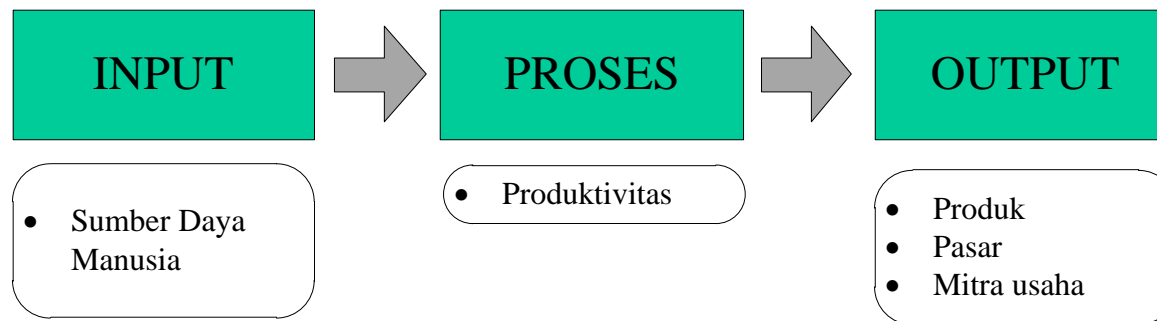 INPUT
PROSES
OUTPUT
• Sumber Daya
Manusia
• Produktivitas
• Produk
• Pasar
• Mitra usaha